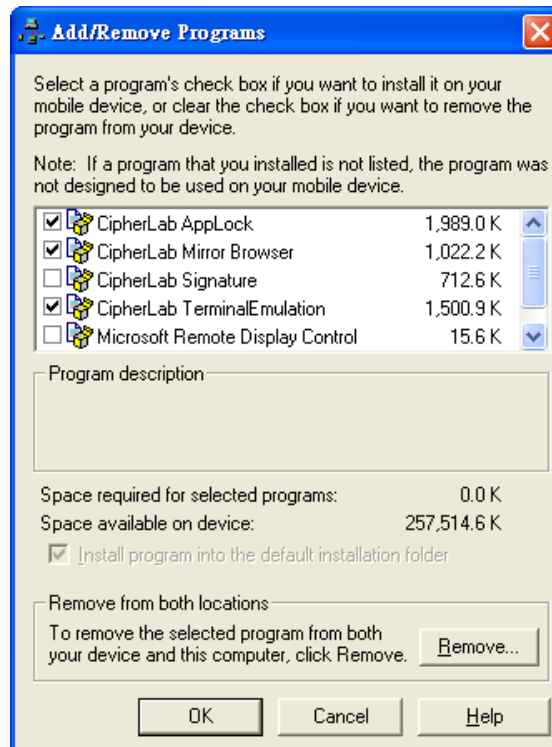 Add/Remove Programs
Select a program's check box if you want to install it on your
mobile device, or clear the check box if you want to remove the
program from your device.
Note: If a program that you installed is not listed, the program was
not designed to be used on your mobile device.
CipherLab AppLock 1,989.0 K
CipherLab Mirror Browser 1,022.2 K
CipherLab Signature 712.6 K
CipherLab TerminalEmulation 1,500.9 K
Microsoft Remote Display Control 15.6 K
Program description
Space required for selected programs: 0.0 K
Space available on device: 257,514.6 K
Install program into the default installation folder
Remove from both locations
To remove the selected program from both
your device and this computer, click Remove.
Remove...
OK Cancel Help